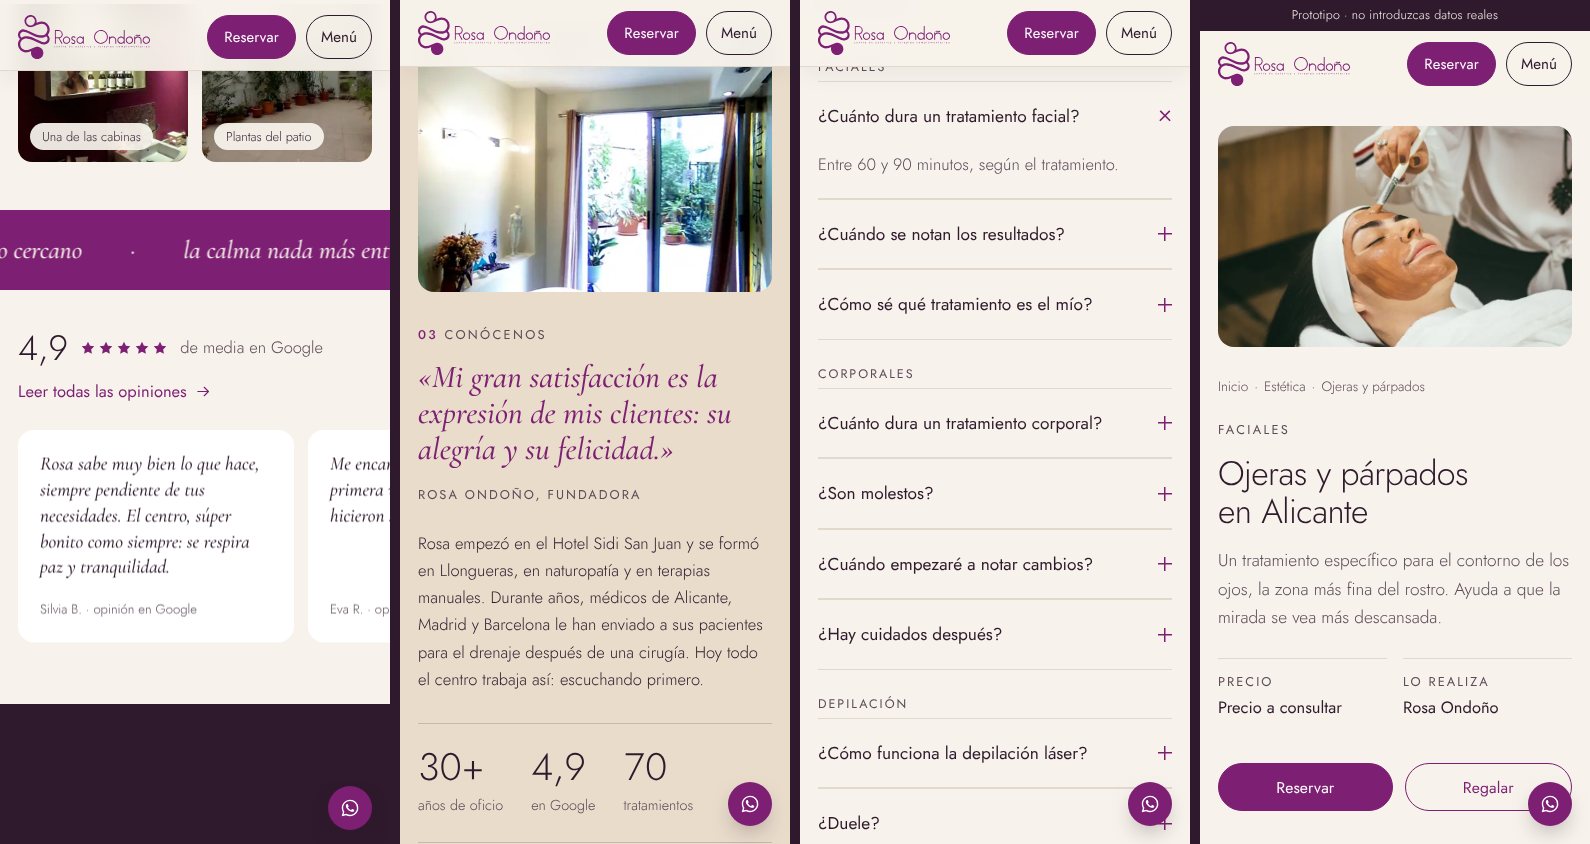 Rosa Ondoño
Reservar
Menú
Una de las cabinas
Plantas del patio
o cercano · la calma nada más ent
4,9 ★★★★★ de media en Google
Leer todas las opiniones →
Rosa sabe muy bien lo que hace,
siempre pendiente de tus
necesidades. El centro, súper
bonito como siempre: se respira
paz y tranquilidad.
Silvia B. · opinión en Google
Me encan
primera
hicieron
Eva R. · op
Rosa Ondoño
Reservar
Menú
03 CONÓCENOS
«Mi gran satisfacción es la
expresión de mis clientes: su
alegría y su felicidad.»
ROSA ONDOÑO, FUNDADORA
Rosa empezó en el Hotel Sidi San Juan y se formó
en Llongueras, en naturopatía y en terapias
manuales. Durante años, médicos de Alicante,
Madrid y Barcelona le han enviado a sus pacientes
para el drenaje después de una cirugía. Hoy todo
el centro trabaja así: escuchando primero.
30+
años de oficio
4,9
en Google
70
tratamientos
Rosa Ondoño
Reservar
Menú
FACIALES
¿Cuánto dura un tratamiento facial?
Entre 60 y 90 minutos, según el tratamiento.
¿Cuándo se notan los resultados?
¿Cómo sé qué tratamiento es el mío?
CORPORALES
¿Cuánto dura un tratamiento corporal?
¿Son molestos?
¿Cuándo empezaré a notar cambios?
¿Hay cuidados después?
DEPILACIÓN
¿Cómo funciona la depilación láser?
¿Duele?
Prototipo · no introduzcas datos reales
Rosa Ondoño
Reservar
Menú
Inicio · Estética · Ojeras y párpados
FACIALES
Ojeras y párpados
en Alicante
Un tratamiento específico para el contorno de los
ojos, la zona más fina del rostro. Ayuda a que la
mirada se vea más descansada.
PRECIO
Precio a consultar
LO REALIZA
Rosa Ondoño
Reservar
Regalar